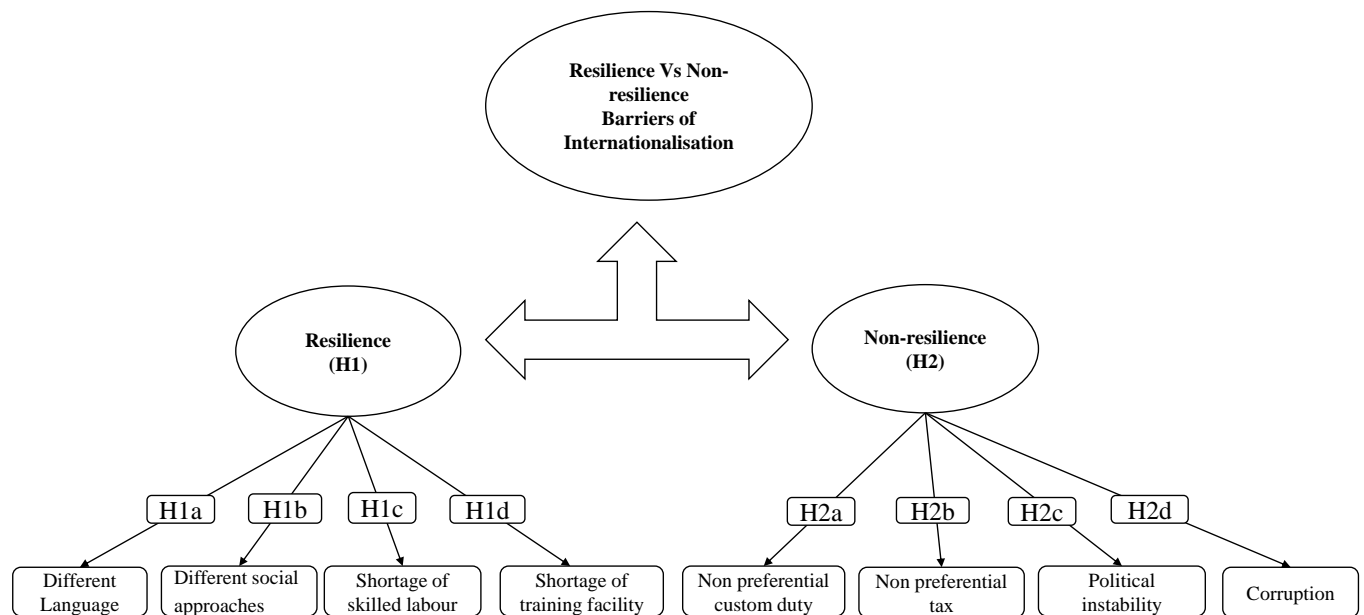 Resilience Vs Non-
resilience
Barriers of
Internationalisation
Resilience
(H1)
Non-resilience
(H2)
H1a
H1b
H1c
H1d
H2a
H2b
H2c
H2d
Different
Language
Different social
approaches
Shortage of
skilled labour
Shortage of
training facility
Non preferential
custom duty
Non preferential
tax
Political
instability
Corruption